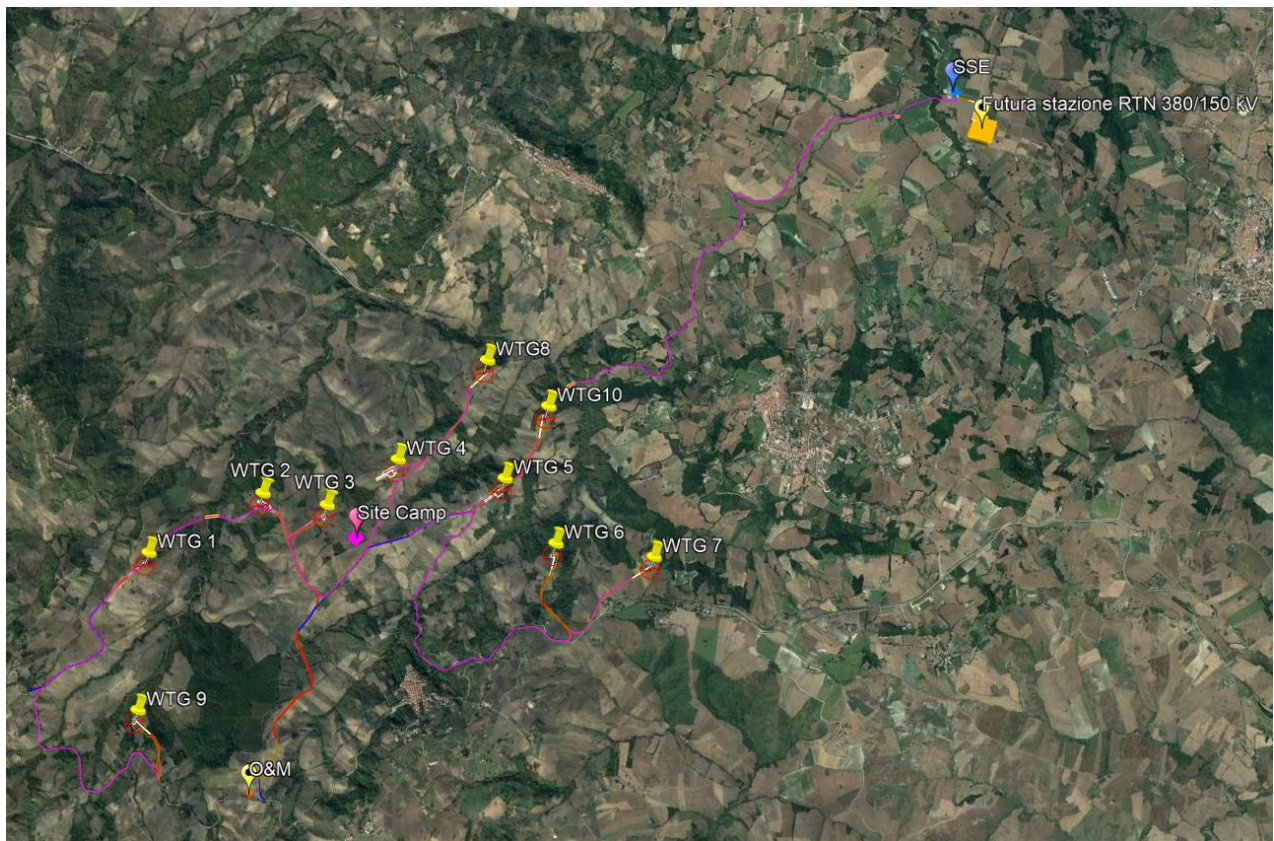 SSE
Futura stazione RTN 380/150 kV
WTG8
WTG10
WTG 4
WTG 5
WTG 2
WTG 3
Site Camp
WTG 1
WTG 6
WTG 7
WTG 9
O&M